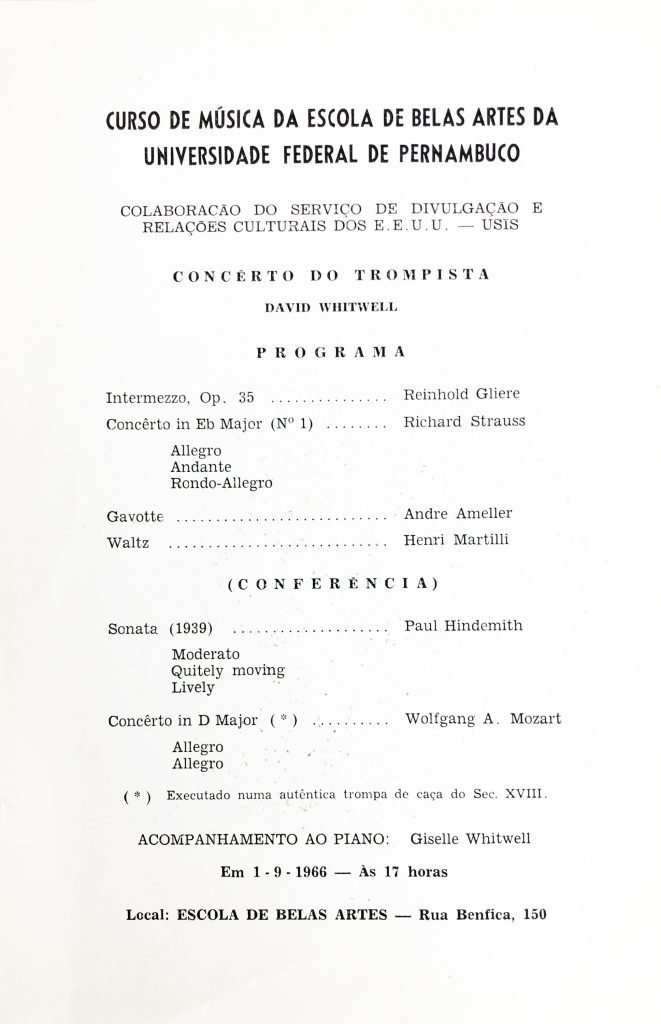 CURSO DE MÚSICA DA ESCOLA DE BELAS ARTES DA
UNIVERSIDADE FEDERAL DE PERNAMBUCO
COLABORACÃO DO SERVIÇO DE DIVULGAÇÃO E
RELAÇÕES CULTURAIS DOS E.E.U.U. — USIS
CONCÊRTO DO TROMPISTA
DAVID WHITWELL
PROGRAMA
Intermezzo, Op. 35 ............... Reinhold Gliere
Concêrto in Eb Major (Nº 1) ........ Richard Strauss
Allegro
Andante
Rondo-Allegro
Gavotte ........................... Andre Ameller
Waltz ............................ Henri Martilli
(CONFERÊNCIA)
Sonata (1939) .................... Paul Hindemith
Moderato
Quitely moving
Lively
Concêrto in D Major (*) .......... Wolfgang A. Mozart
Allegro
Allegro
(*) Executado numa autêntica trompa de caça do Sec. XVIII.
ACOMPANHAMENTO AO PIANO: Giselle Whitwell
Em 1-9-1966 — Às 17 horas
Local: ESCOLA DE BELAS ARTES — Rua Benfica, 150